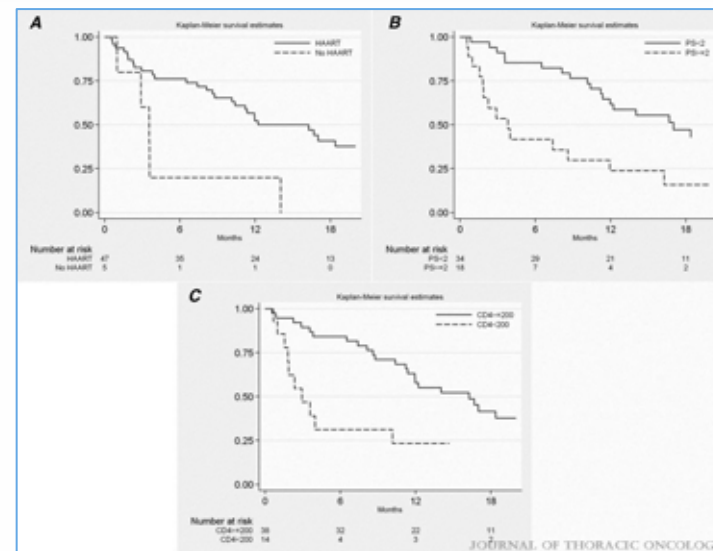 A Kaplan-Meier survival estimates
HAART
No HAART
1.00
0.75
0.50
0.25
0.00
0 6 12 18
Months
Number at risk
HAART 47 35 24 13
No HAART 5 1 1 0
B Kaplan-Meier survival estimates
PS<2
PS>=2
1.00
0.75
0.50
0.25
0.00
0 6 12 18
Months
Number at risk
PS<2 34 29 21 11
PS>=2 18 7 4 2
C Kaplan-Meier survival estimates
CD4>=200
CD4<200
1.00
0.75
0.50
0.25
0.00
0 6 12 18
Months
Number at risk
CD4>=200 38 32 22 11
CD4<200 14 4 3 2
JOURNAL OF THORACIC ONCOLOG